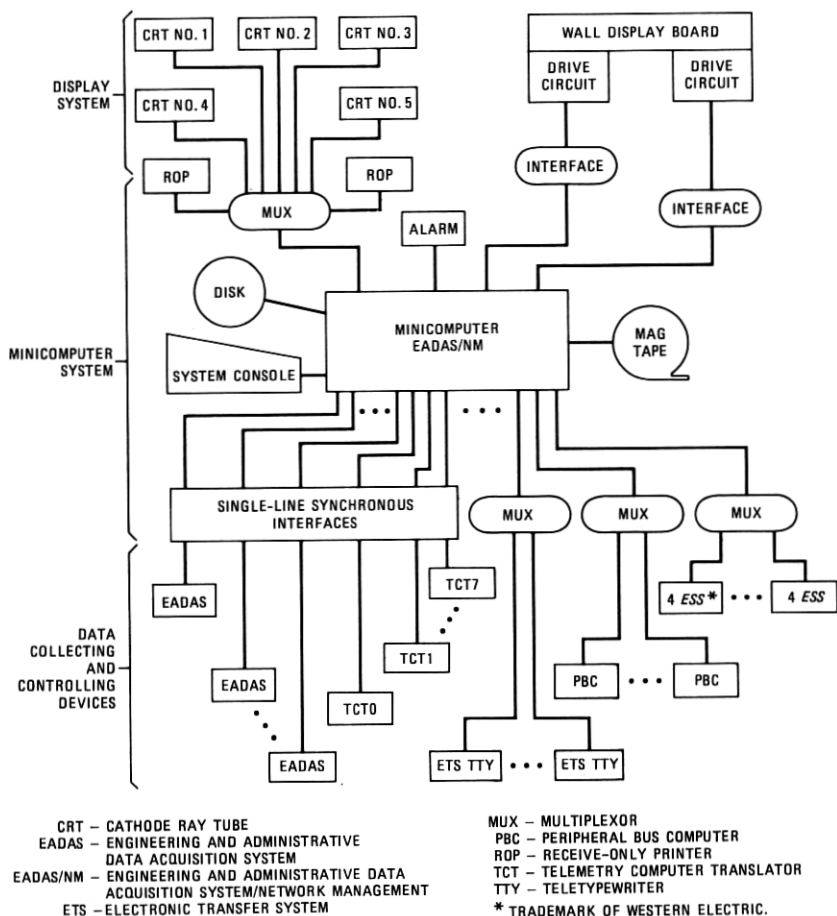 CRT NO. 1
CRT NO. 2
CRT NO. 3
WALL DISPLAY BOARD
DISPLAY
SYSTEM
DRIVE
CIRCUIT
DRIVE
CIRCUIT
CRT NO. 4
CRT NO. 5
ROP
ROP
INTERFACE
MUX
INTERFACE
ALARM
DISK
MINICOMPUTER
EADAS/NM
MAG
TAPE
MINICOMPUTER
SYSTEM
SYSTEM CONSOLE
SINGLE-LINE SYNCHRONOUS
INTERFACES
MUX
MUX
MUX
DATA
COLLECTING
AND
CONTROLLING
DEVICES
EADAS
TCT7
4 ESS*
4 ESS
TCT1
EADAS
TCT0
PBC
PBC
EADAS
ETS TTY
ETS TTY
CRT – CATHODE RAY TUBE
EADAS – ENGINEERING AND ADMINISTRATIVE
DATA ACQUISITION SYSTEM
EADAS/NM – ENGINEERING AND ADMINISTRATIVE DATA
ACQUISITION SYSTEM/NETWORK MANAGEMENT
ETS – ELECTRONIC TRANSFER SYSTEM
MUX – MULTIPLEXOR
PBC – PERIPHERAL BUS COMPUTER
ROP – RECEIVE-ONLY PRINTER
TCT – TELEMETRY COMPUTER TRANSLATOR
TTY – TELETYPEWRITER
* TRADEMARK OF WESTERN ELECTRIC.